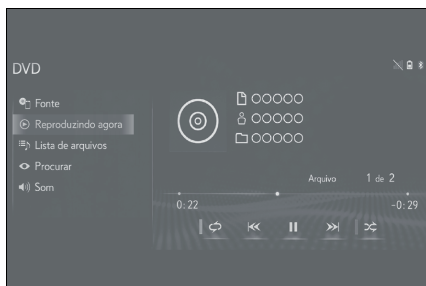 DVD
Fonte
Reproduzindo agora
Lista de arquivos
Procurar
Som
OOOOO
OOOOO
OOOOO
Arquivo 1 de 2
0:22 -0:29